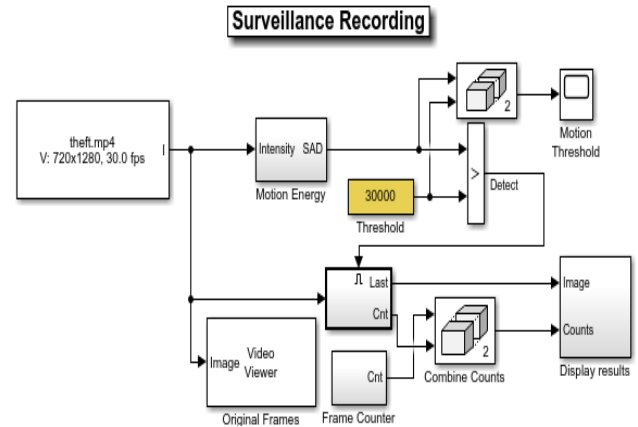 Surveillance Recording
theft.mp4
V: 720x1280, 30.0 fps
I
Intensity SAD
Motion Energy
2
Motion
Threshold
30000
Threshold
>
Detect
Last
Cnt
Image
Counts
Display results
Image
Video
Viewer
Original Frames
Cnt
Frame Counter
2
Combine Counts